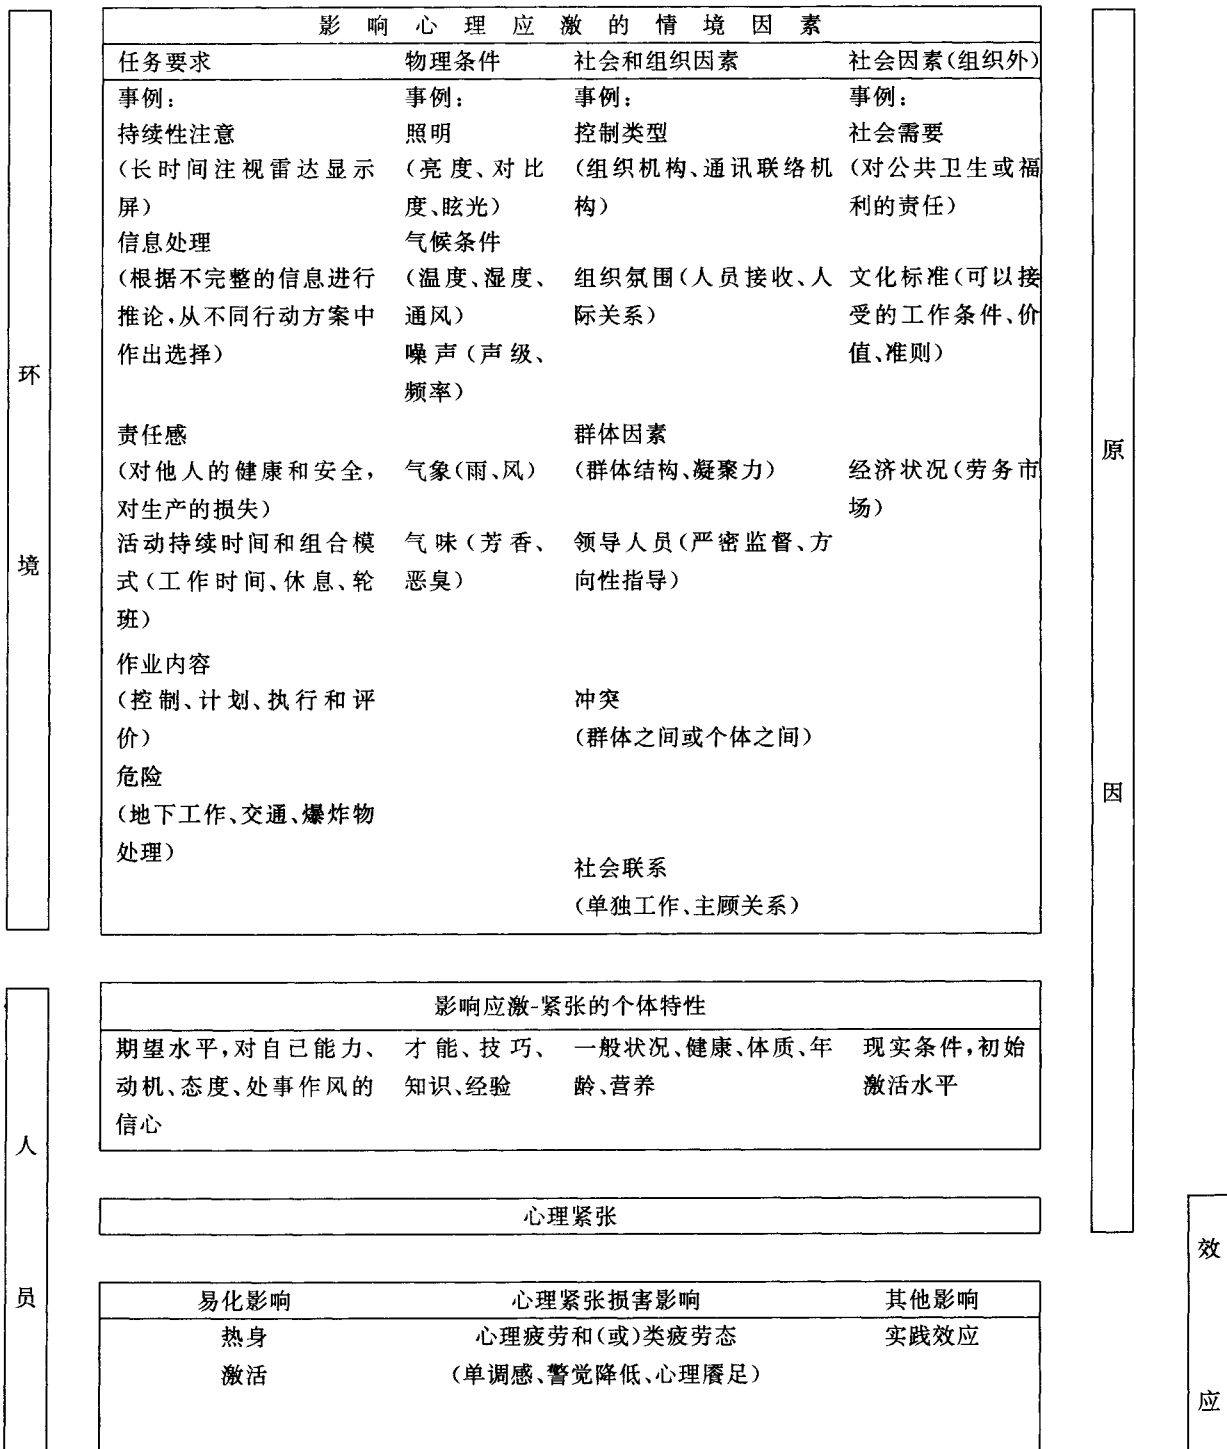 影响心理应激的情境因素
任务要求 物理条件 社会和组织因素 社会因素(组织外)
事例: 事例: 事例: 事例:
持续性注意 照明 控制类型 社会需要
(长时间注视雷达显示 (亮度、对比 (组织机构、通讯联络机 (对公共卫生或福
屏) 度、眩光) 构) 利的责任)
信息处理 气候条件
(根据不完整的信息进行 (温度、湿度、 组织氛围(人员接收、人 文化标准(可以接
推论,从不同行动方案中 通风) 际关系) 受的工作条件、价
作出选择) 噪声(声级、 值、准则)
环
频率)
责任感 群体因素
原
(对他人的健康和安全, 气象(雨、风) (群体结构、凝聚力) 经济状况(劳务市
对生产的损失) 场)
活动持续时间和组合模 气味(芳香、 领导人员(严密监督、方
境
式(工作时间、休息、轮 恶臭) 向性指导)
班)
作业内容
(控制、计划、执行和评 冲突
价) (群体之间或个体之间)
危险
因
(地下工作、交通、爆炸物
处理)
社会联系
(单独工作、主顾关系)
影响应激-紧张的个体特性
期望水平,对自己能力、 才能、技巧、 一般状况、健康、体质、年 现实条件,初始
动机、态度、处事作风的 知识、经验 龄、营养 激活水平
信心
人
心理紧张
效
员
易化影响 心理紧张损害影响 其他影响
热身 心理疲劳和(或)类疲劳态 实践效应
激活 (单调感、警觉降低、心理餍足)
应